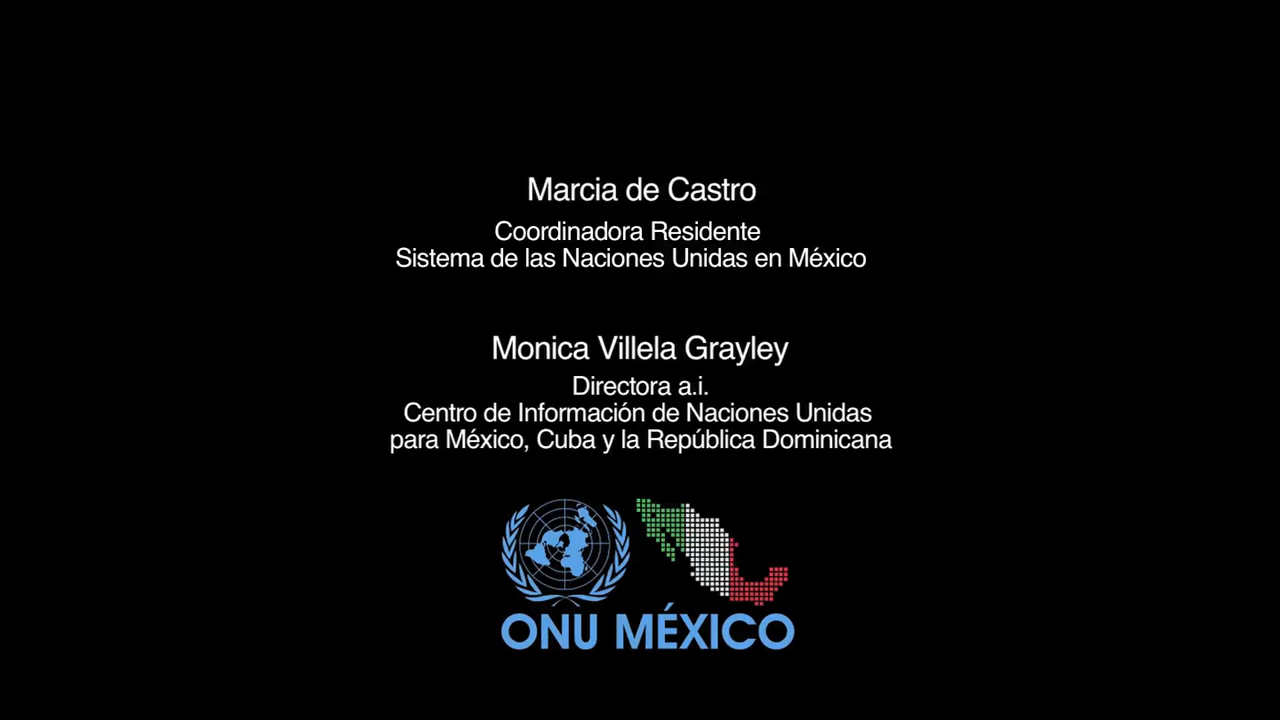 Marcia de Castro
Coordinadora Residente
Sistema de las Naciones Unidas en México
Monica Villela Grayley
Directora a.i.
Centro de Información de Naciones Unidas
para México, Cuba y la República Dominicana
ONU MÉXICO